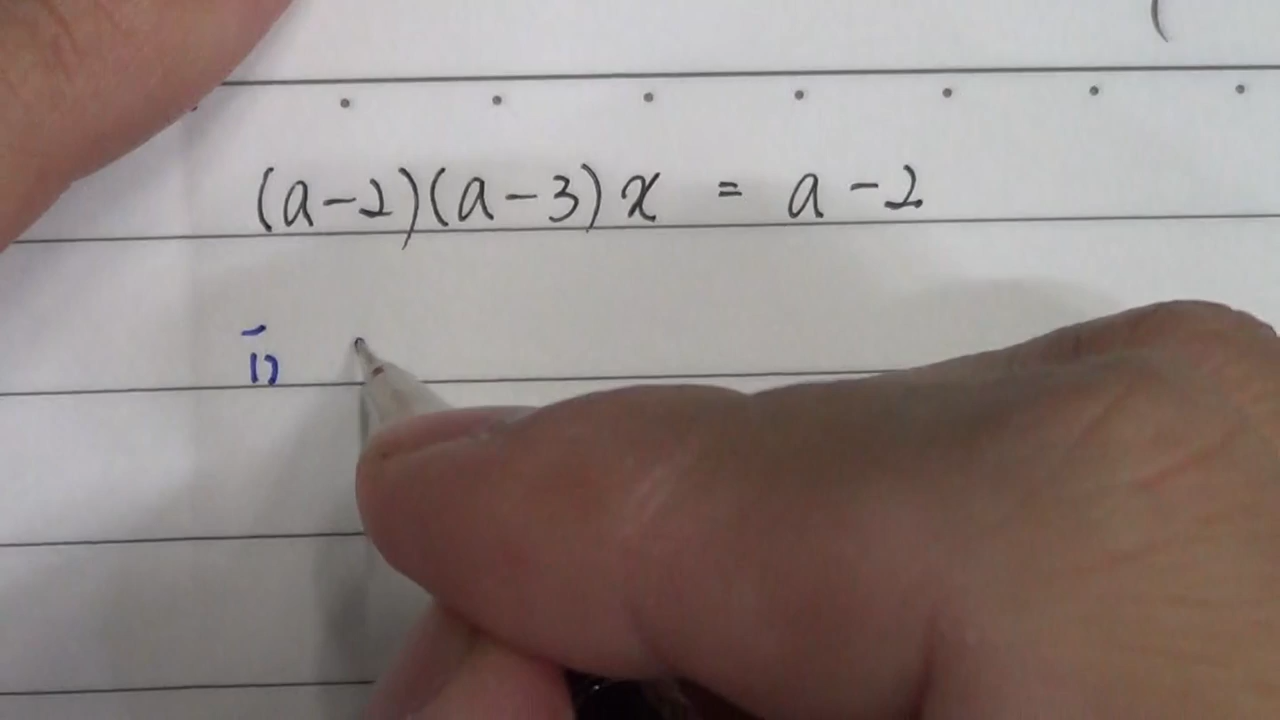 (a-2)(a-3)x = a-2
i)